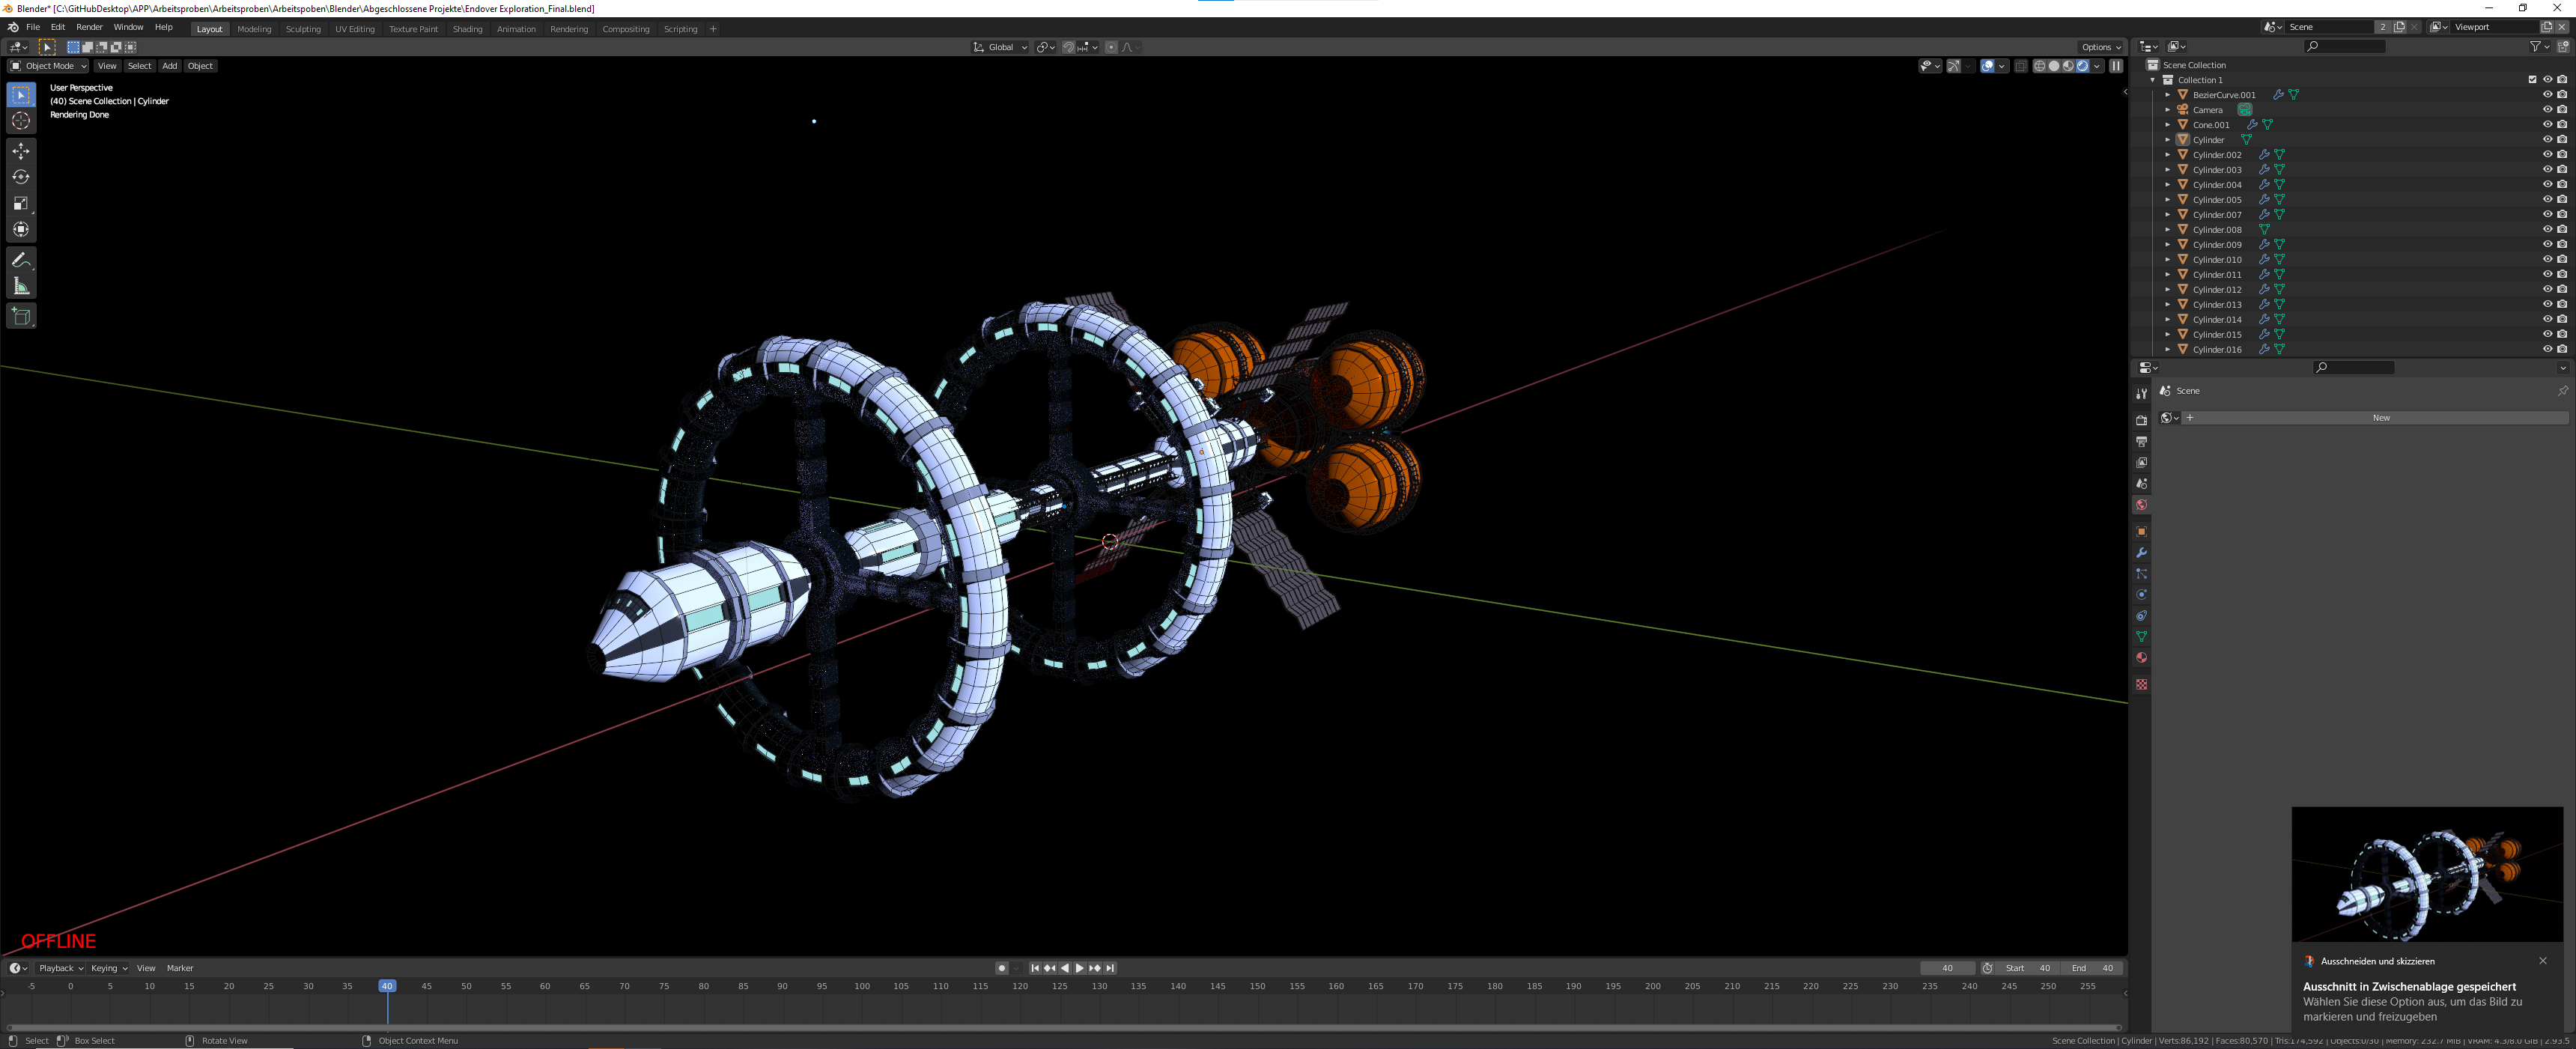 Blender* [C:\GitHubDesktop\APP\Arbeitsproben\Arbeitsproben\Arbeitspoben\Blender\Abgeschlossene Projekte\Endover Exploration_Final.blend]
File Edit Render Window Help Layout Modeling Sculpting UV Editing Texture Paint Shading Animation Rendering Compositing Scripting + Scene 2 Viewport
Global Options
Object Mode View Select Add Object
User Perspective
(40) Scene Collection | Cylinder
Rendering Done
OFFLINE
Scene Collection
Collection 1
BezierCurve.001
Camera
Cone.001
Cylinder
Cylinder.002
Cylinder.003
Cylinder.004
Cylinder.005
Cylinder.007
Cylinder.008
Cylinder.009
Cylinder.010
Cylinder.011
Cylinder.012
Cylinder.013
Cylinder.014
Cylinder.015
Cylinder.016
Scene
+ New
Ausschneiden und skizzieren
Ausschnitt in Zwischenablage gespeichert
Wählen Sie diese Option aus, um das Bild zu
markieren und freizugeben
Playback Keying View Marker 40 Start 40 End 40
-5 0 5 10 15 20 25 30 35 40 45 50 55 60 65 70 75 80 85 90 95 100 105 110 115 120 125 130 135 140 145 150 155 160 165 170 175 180 185 190 195 200 205 210 215 220 225 230 235 240 245 250 255
Select Box Select Rotate View Object Context Menu Scene Collection | Cylinder | Verts:86,192 | Faces:80,570 | Tris:174,592 | Objects:0/30 | Memory: 232.7 MiB | VRAM: 4.3/8.0 GiB | 2.93.5